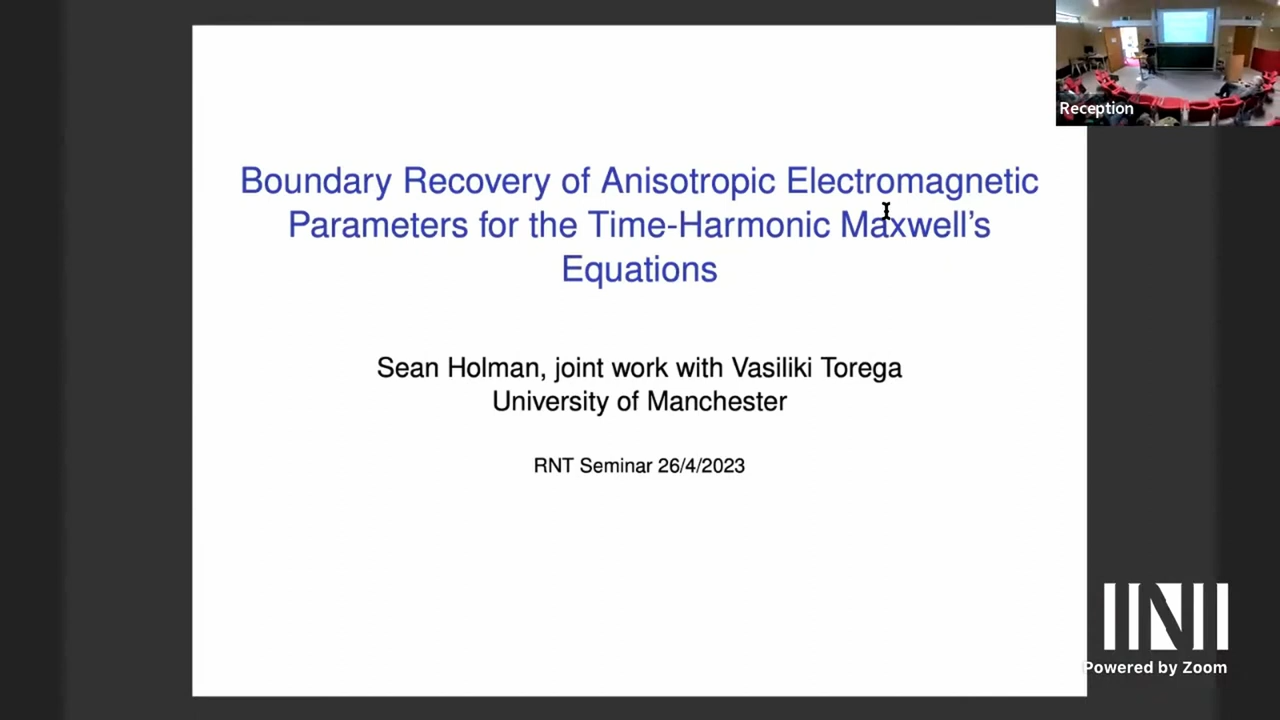 Reception
Boundary Recovery of Anisotropic Electromagnetic
Parameters for the Time-Harmonic Maxwell's
Equations
Sean Holman, joint work with Vasiliki Torega
University of Manchester
RNT Seminar 26/4/2023
INI
Powered by Zoom